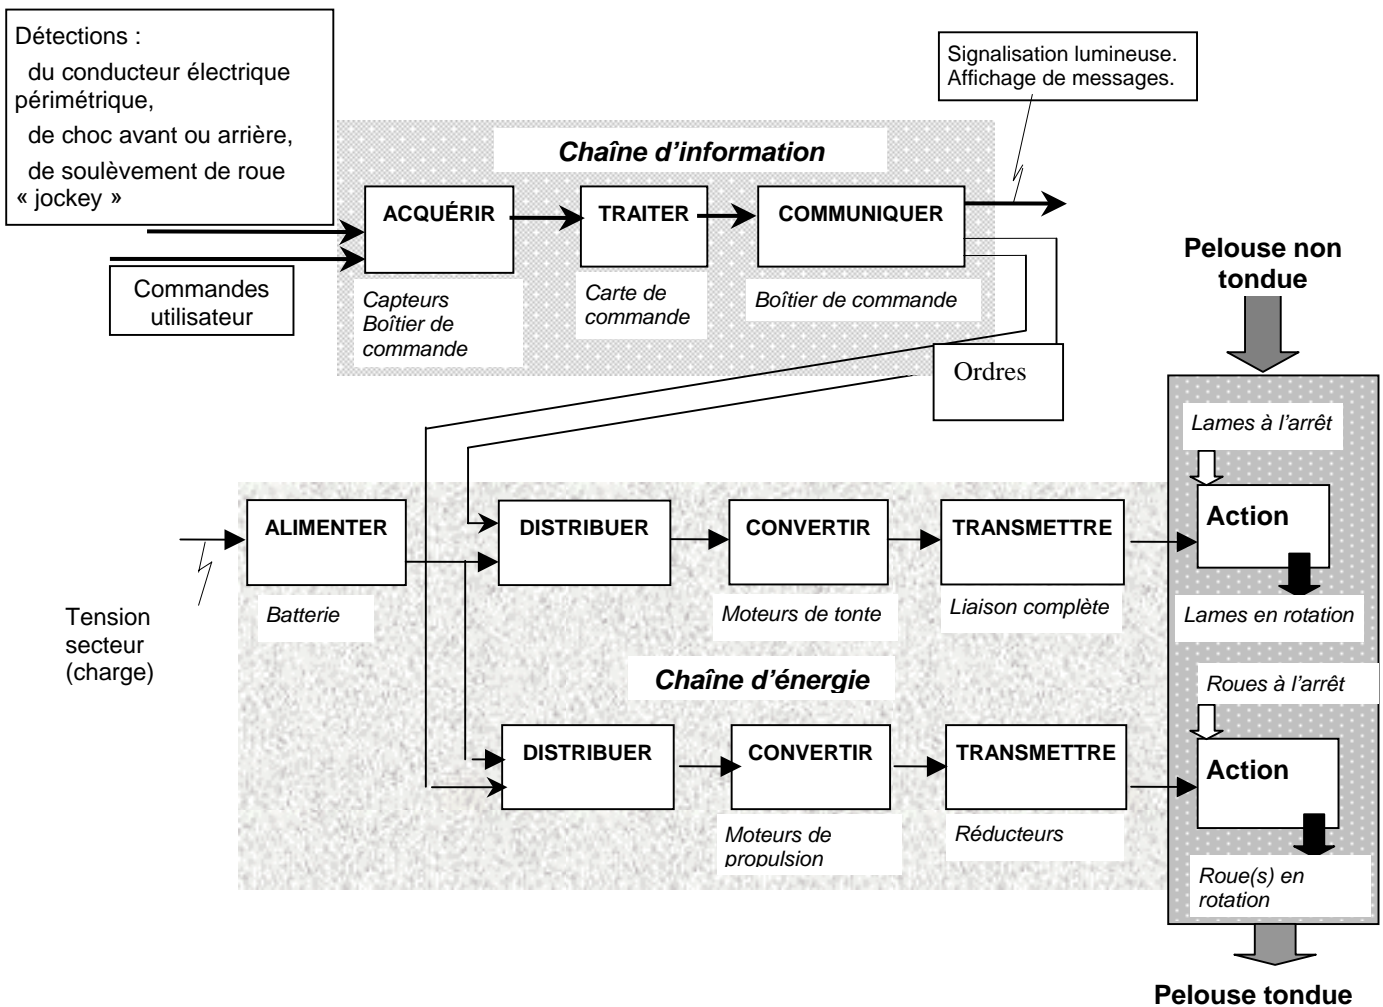 Détections :
du conducteur électrique
périmétrique,
de choc avant ou arrière,
de soulèvement de roue
« jockey »
Signalisation lumineuse.
Affichage de messages.
Chaîne d'information
ACQUÉRIR
TRAITER
COMMUNIQUER
Commandes
utilisateur
Capteurs
Boîtier de
commande
Carte de
commande
Boîtier de commande
Ordres
Pelouse non
tondue
Lames à l'arrêt
Action
Lames en rotation
ALIMENTER
DISTRIBUER
CONVERTIR
TRANSMETTRE
Batterie
Moteurs de tonte
Liaison complète
Tension
secteur
(charge)
Chaîne d'énergie
Roues à l'arrêt
DISTRIBUER
CONVERTIR
TRANSMETTRE
Action
Moteurs de
propulsion
Réducteurs
Roue(s) en
rotation
Pelouse tondue